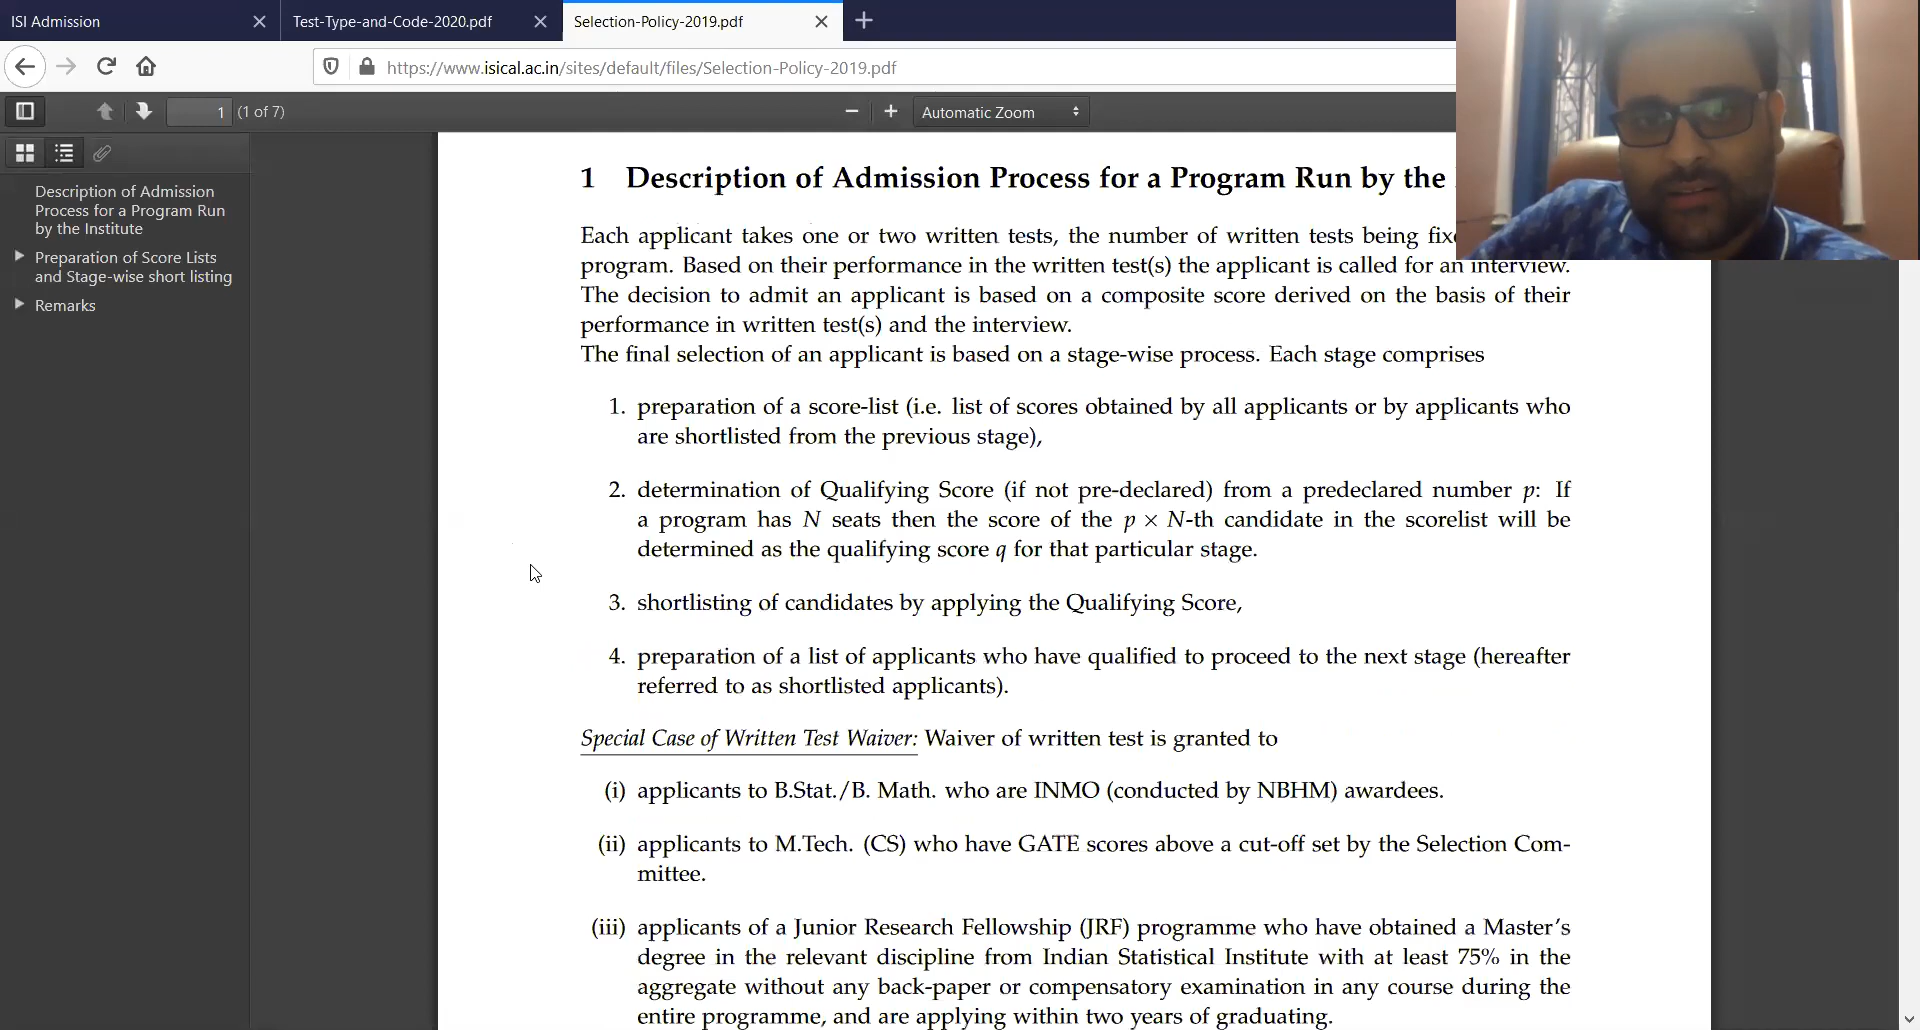 ISI Admission
Test-Type-and-Code-2020.pdf
Selection-Policy-2019.pdf
https://www.isical.ac.in/sites/default/files/Selection-Policy-2019.pdf
1 (1 of 7)
Automatic Zoom
Description of Admission
Process for a Program Run
by the Institute
Preparation of Score Lists
and Stage-wise short listing
Remarks
1 Description of Admission Process for a Program Run by the
Each applicant takes one or two written tests, the number of written tests being
program. Based on their performance in the written test(s) the applicant is called for an interview.
The decision to admit an applicant is based on a composite score derived on the basis of their
performance in written test(s) and the interview.
The final selection of an applicant is based on a stage-wise process. Each stage comprises
1. preparation of a score-list (i.e. list of scores obtained by all applicants or by applicants who
are shortlisted from the previous stage),
2. determination of Qualifying Score (if not pre-declared) from a predeclared number p: If
a program has N seats then the score of the p × N-th candidate in the scorelist will be
determined as the qualifying score q for that particular stage.
3. shortlisting of candidates by applying the Qualifying Score,
4. preparation of a list of applicants who have qualified to proceed to the next stage (hereafter
referred to as shortlisted applicants).
Special Case of Written Test Waiver: Waiver of written test is granted to
(i) applicants to B.Stat./B. Math. who are INMO (conducted by NBHM) awardees.
(ii) applicants to M.Tech. (CS) who have GATE scores above a cut-off set by the Selection Com-
mittee.
(iii) applicants of a Junior Research Fellowship (JRF) programme who have obtained a Master's
degree in the relevant discipline from Indian Statistical Institute with at least 75% in the
aggregate without any back-paper or compensatory examination in any course during the
entire programme, and are applying within two years of graduating.